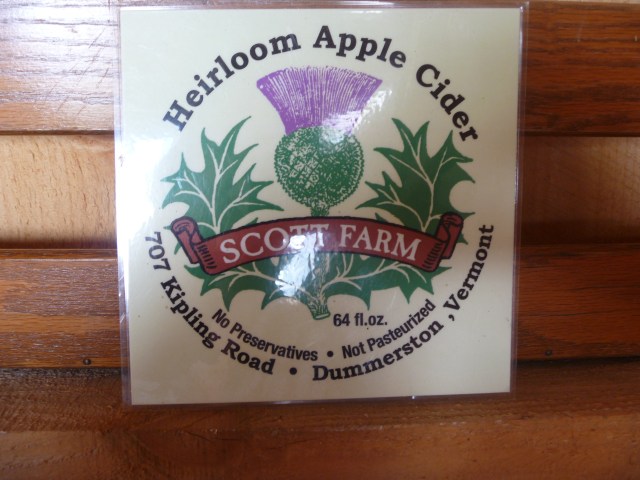 Heirloom Apple Cider
SCOTT FARM
64 fl.oz.
No Preservatives • Not Pasteurized
707 Kipling Road • Dummerston , Vermont